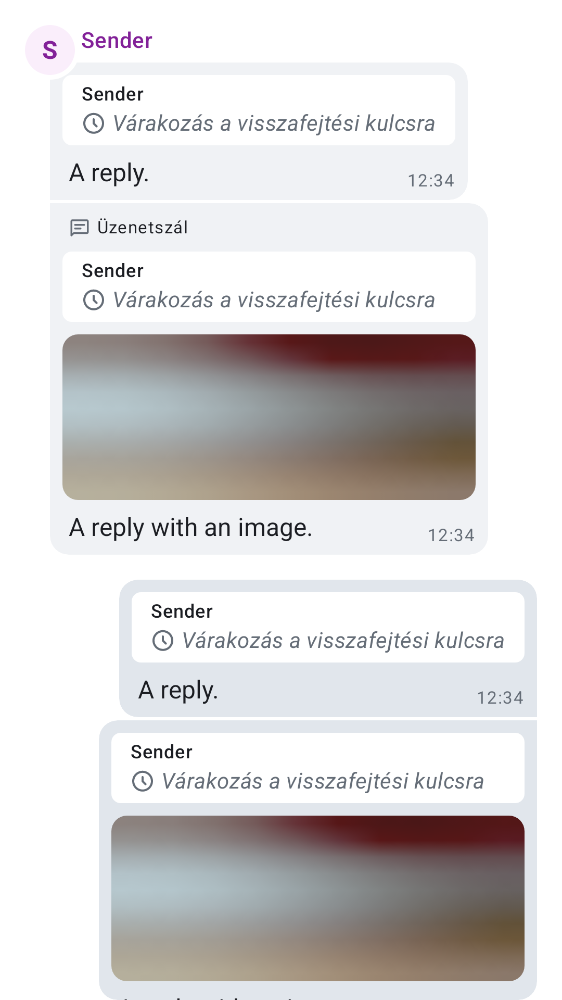 S
Sender
Sender
Várakozás a visszafejtési kulcsra
A reply.
12:34
Üzenetszál
Sender
Várakozás a visszafejtési kulcsra
A reply with an image.
12:34
Sender
Várakozás a visszafejtési kulcsra
A reply.
12:34
Sender
Várakozás a visszafejtési kulcsra